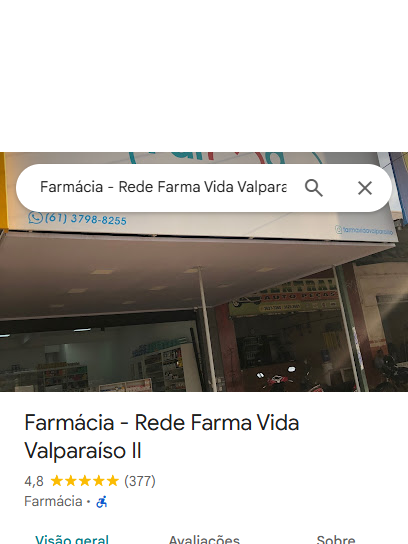 Farmácia - Rede Farma Vida Valpara
(61) 3798-8255
Farmácia - Rede Farma Vida
Valparaíso II
4,8 (377)
Farmácia ·
Visão geral
Avaliações
Sobre